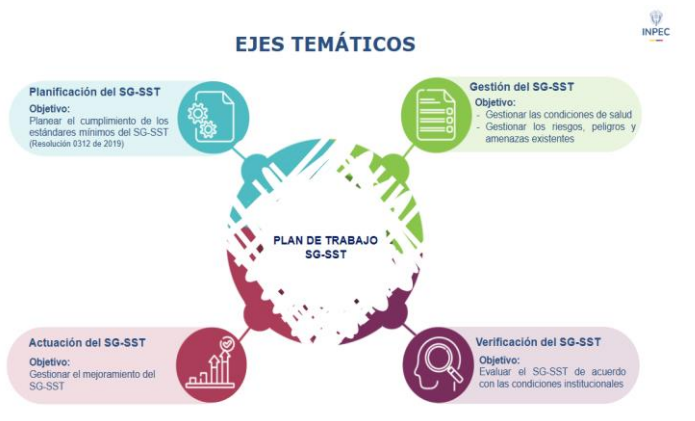 EJES TEMÁTICOS
INPEC
Planificación del SG-SST
Objetivo:
Planear el cumplimiento de los
estándares mínimos del SG-SST
(Resolución 0312 de 2019)
Gestión del SG-SST
Objetivo:
- Gestionar las condiciones de salud
- Gestionar los riesgos, peligros y
amenazas existentes
PLAN DE TRABAJO
SG-SST
Actuación del SG-SST
Objetivo:
Gestionar el mejoramiento del
SG-SST
Verificación del SG-SST
Objetivo:
Evaluar el SG-SST de acuerdo
con las condiciones institucionales